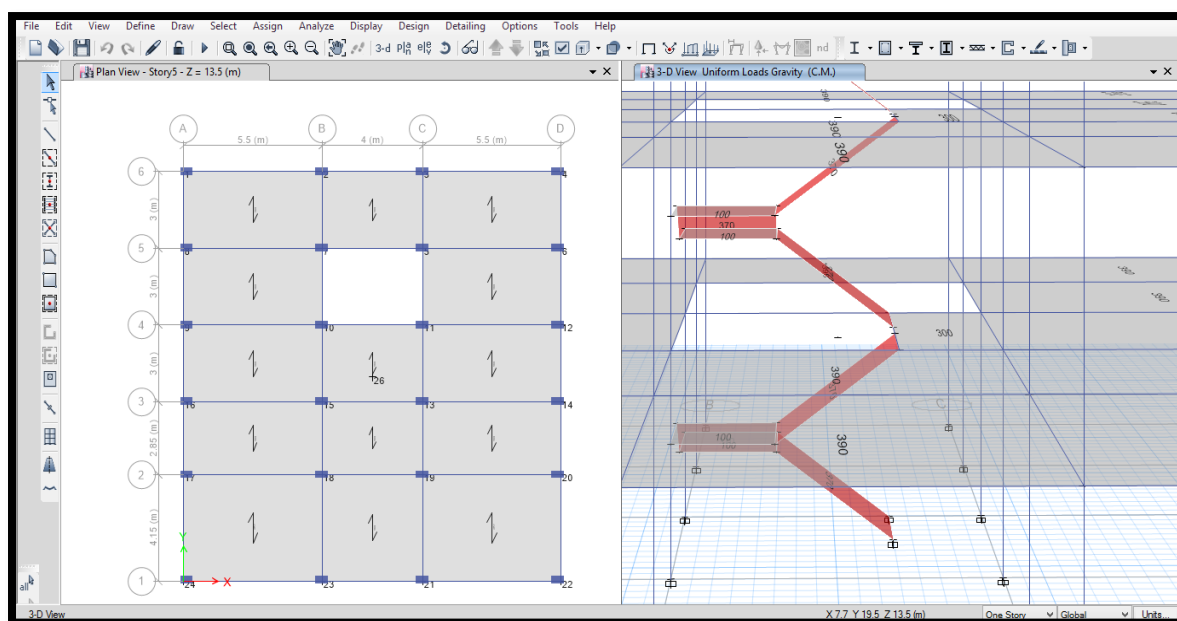 File Edit View Define Draw Select Assign Analyze Display Design Detailing Options Tools Help
3-d nd
Plan View - Story5 - Z = 13.5 (m)
3-D View Uniform Loads Gravity (C.M.)
A B C D
5.5 (m) 4 (m) 5.5 (m)
6 1 2 3 4
3 (m)
5 8 7 5 6
3 (m)
4 9 10 11 12
3 (m)
26
3 16 15 13 14
2.85 (m)
2 17 18 19 20
4.15 (m)
Y
1 24 X 23 21 22
390
390
390
100
370
100
300
390
B C
100
390
all
3-D View
X 7.7 Y 19.5 Z 13.5 (m)
One Story
Global
Units...